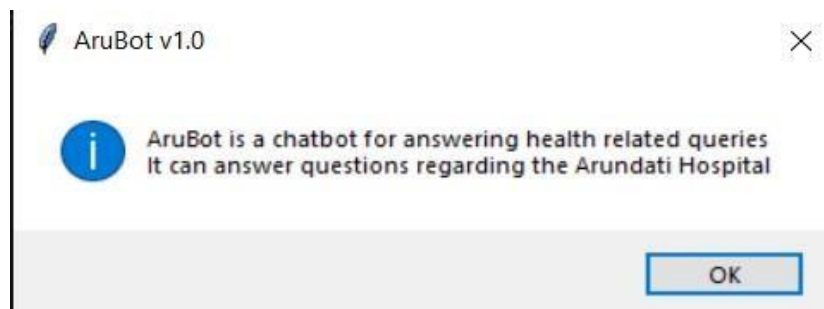 AruBot v1.0
AruBot is a chatbot for answering health related queries
It can answer questions regarding the Arundati Hospital
OK